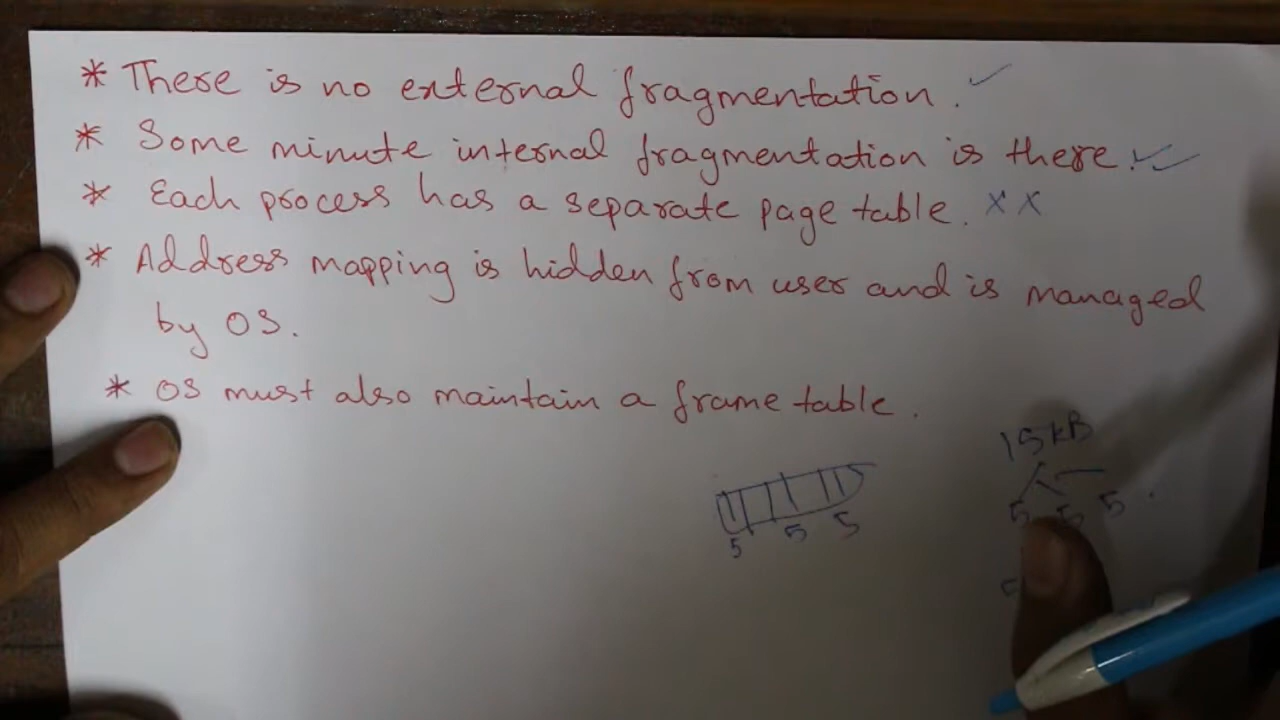 * There is no external fragmentation. ✓
* Some minute internal fragmentation is there. ✓✓
* Each process has a separate page table. x x
* Address mapping is hidden from user and is managed
by OS.
* OS must also maintain a frame table.
15kB
5 5 5
5 5 5